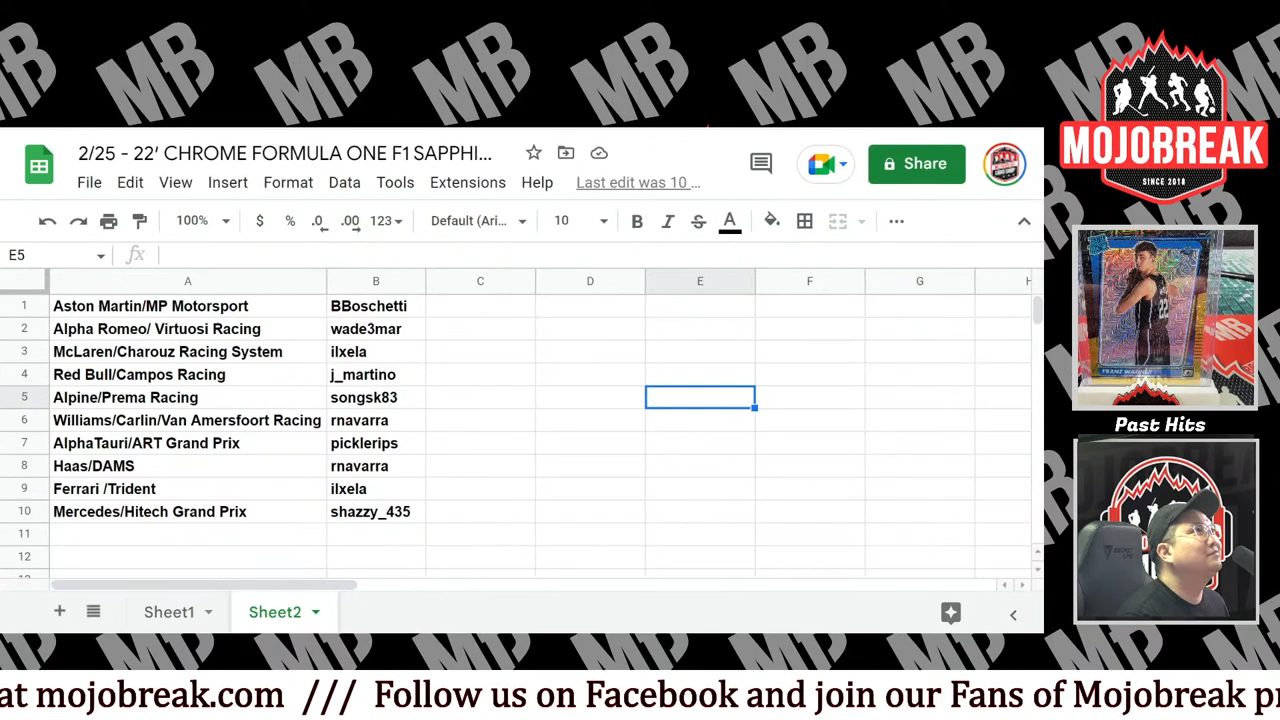 MOJOBREAK
SINCE 2018
2/25 - 22′ CHROME FORMULA ONE F1 SAPPHI...
File Edit View Insert Format Data Tools Extensions Help Last edit was 10 ...
Share
100% $ % .0 .00 123 Default (Ari... 10 B I S A
E5 fx
A B C D E F G H
1 Aston Martin/MP Motorsport BBoschetti
2 Alpha Romeo/ Virtuosi Racing wade3mar
3 McLaren/Charouz Racing System ilxela
4 Red Bull/Campos Racing j_martino
5 Alpine/Prema Racing songsk83
6 Williams/Carlin/Van Amersfoort Racing rnavarra
7 AlphaTauri/ART Grand Prix picklerips
8 Haas/DAMS rnavarra
9 Ferrari /Trident ilxela
10 Mercedes/Hitech Grand Prix shazzy_435
11
12
Sheet1 Sheet2
FRANZ WAGNER
Past Hits
at mojobreak.com /// Follow us on Facebook and join our Fans of Mojobreak pr